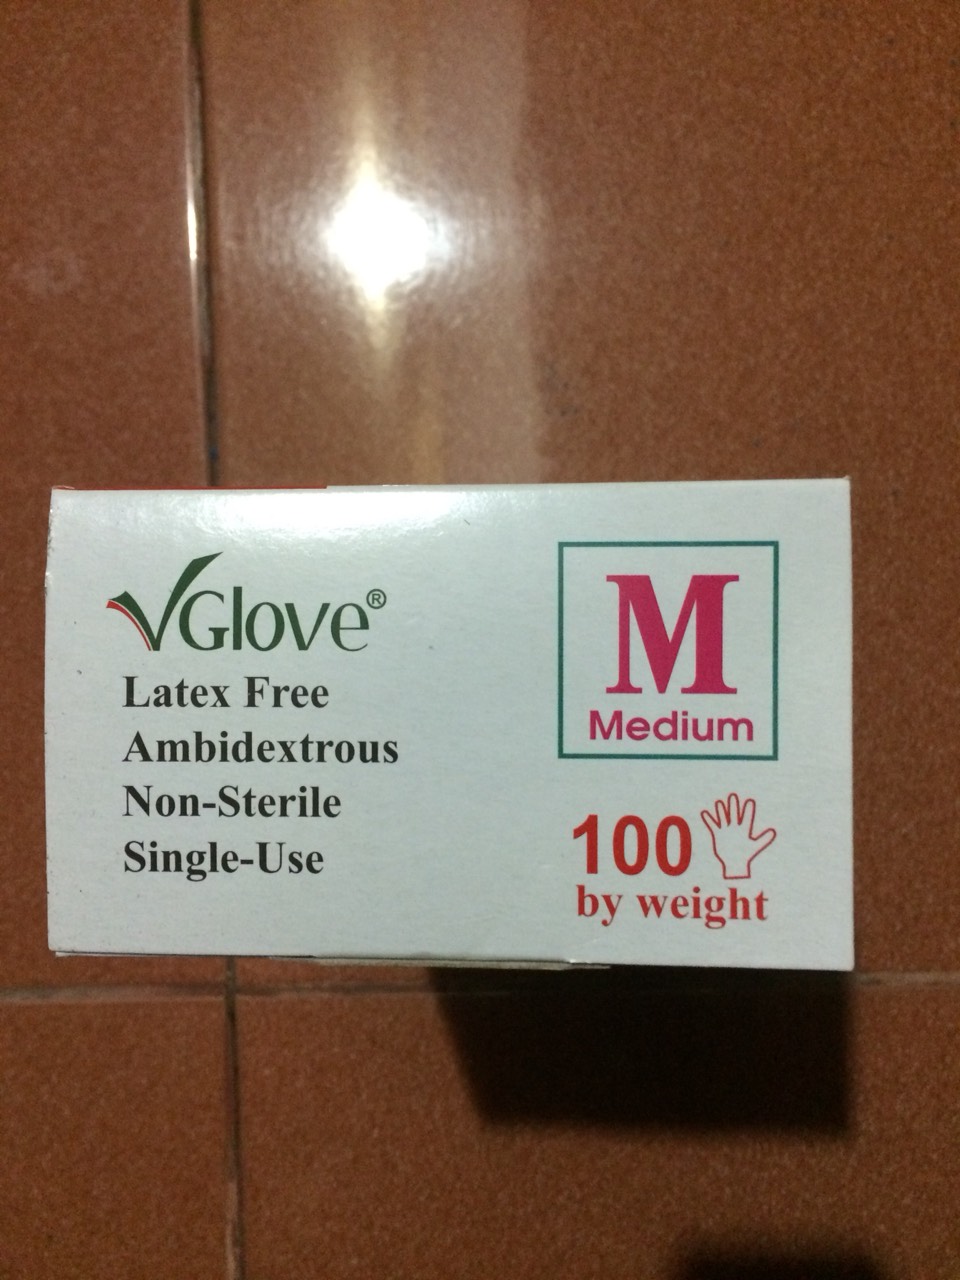 VGlove®
Latex Free
Ambidextrous
Non-Sterile
Single-Use
M
Medium
100
by weight